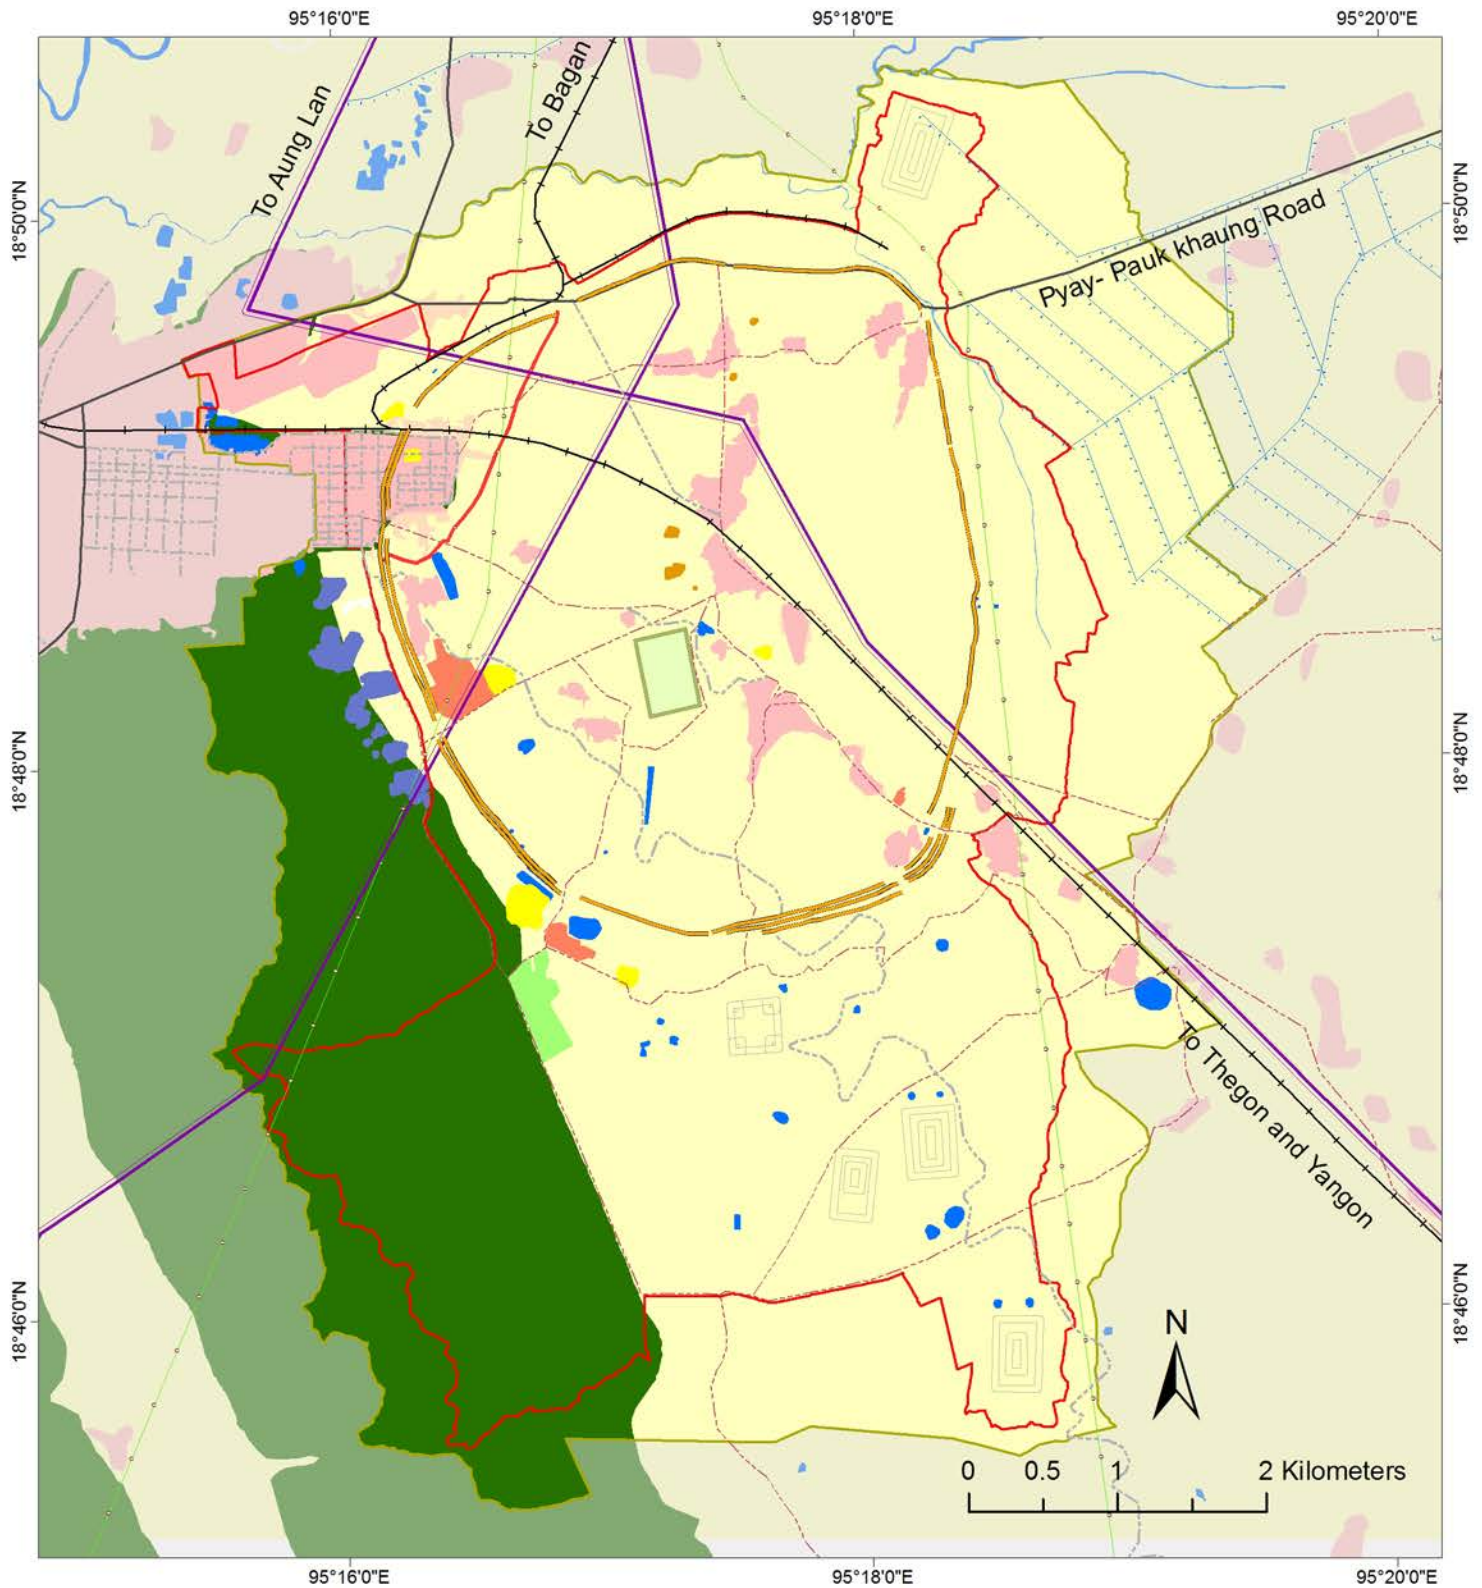 95°16'0"E
95°18'0"E
95°20'0"E
To Aung Lan
To Bagan
18°50'0"N
18°50'0"N
Pyay- Pauk khaung Road
18°48'0"N
18°48'0"N
To Thegon and Yangon
18°46'0"N
18°46'0"N
N
0 0.5 1 2 Kilometers
95°16'0"E
95°18'0"E
95°20'0"E